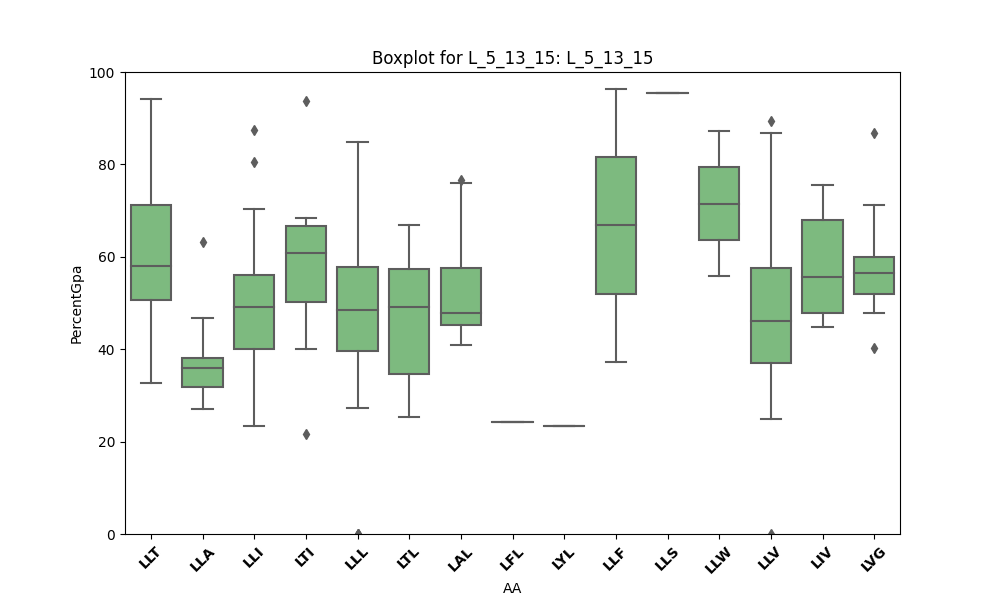 Boxplot for L_5_13_15: L_5_13_15
100
80
60
40
20
0
PercentGpa
LLT LLA LLI LTI LLL LTL LAL LFL LYL LLF LLS LLW LLV LIV LVG
AA